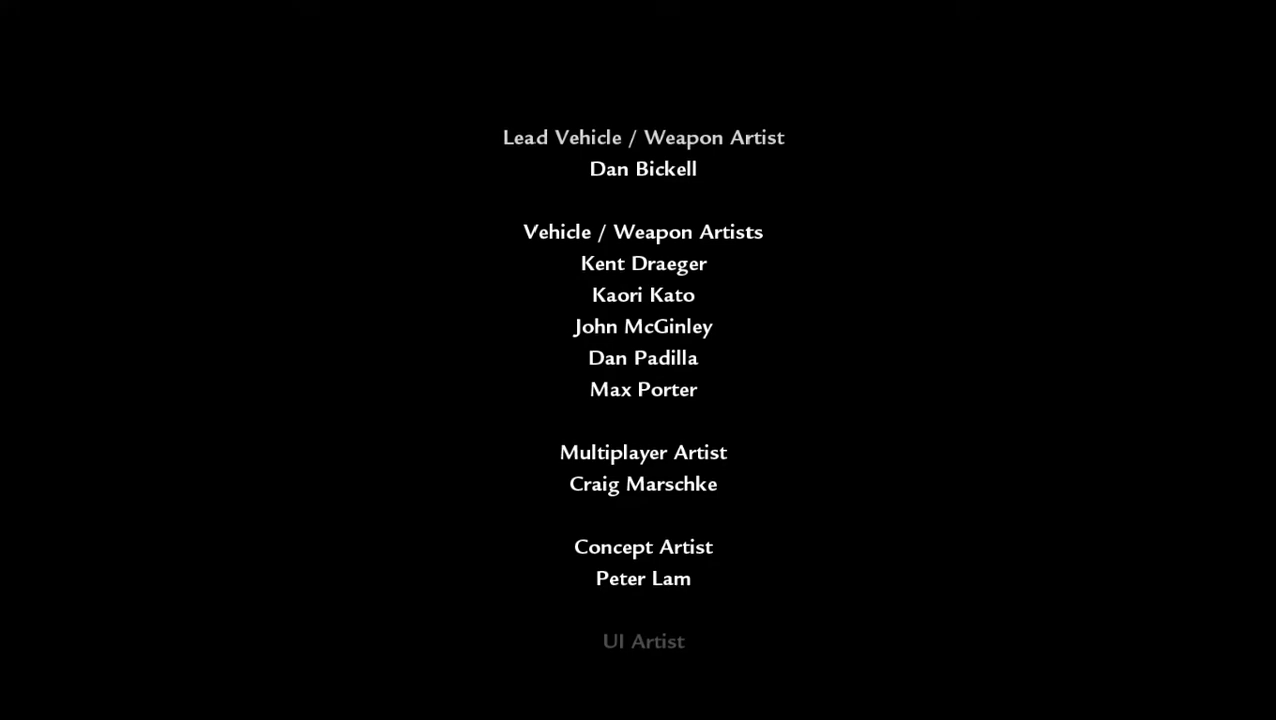 Lead Vehicle / Weapon Artist
Dan Bickell
Vehicle / Weapon Artists
Kent Draeger
Kaori Kato
John McGinley
Dan Padilla
Max Porter
Multiplayer Artist
Craig Marschke
Concept Artist
Peter Lam
UI Artist